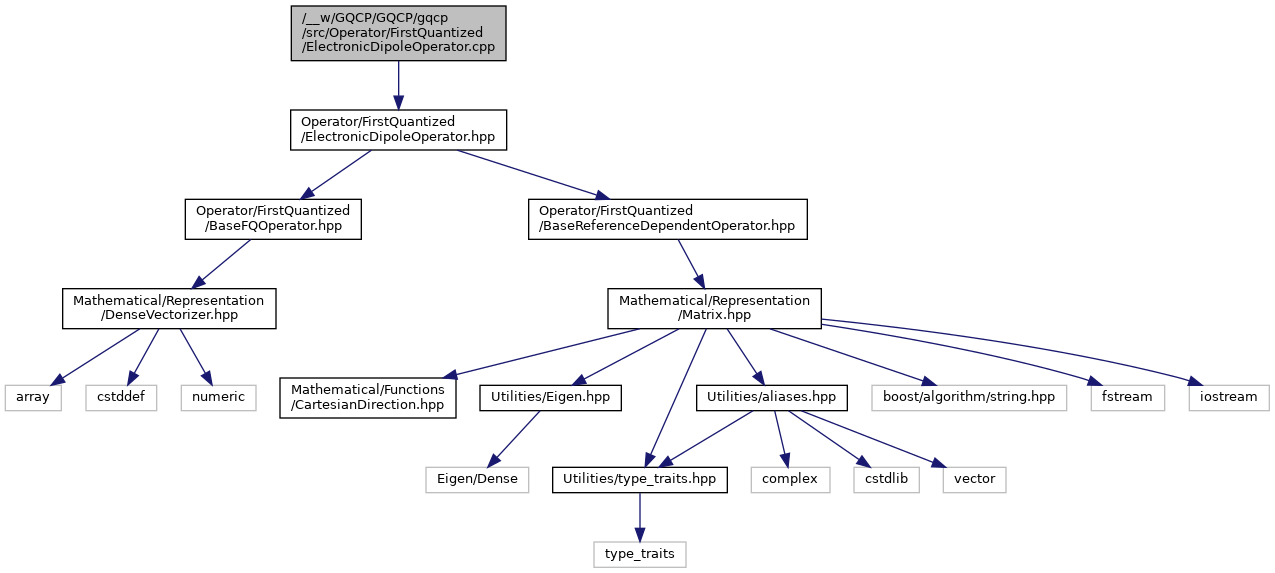 /__w/GQCP/GQCP/gqcp
/src/Operator/FirstQuantized
/ElectronicDipoleOperator.cpp
Operator/FirstQuantized
/ElectronicDipoleOperator.hpp
Operator/FirstQuantized
/BaseFQOperator.hpp
Operator/FirstQuantized
/BaseReferenceDependentOperator.hpp
Mathematical/Representation
/DenseVectorizer.hpp
Mathematical/Representation
/Matrix.hpp
array
cstddef
numeric
Mathematical/Functions
/CartesianDirection.hpp
Utilities/Eigen.hpp
Utilities/aliases.hpp
boost/algorithm/string.hpp
fstream
iostream
Eigen/Dense
Utilities/type_traits.hpp
complex
cstdlib
vector
type_traits